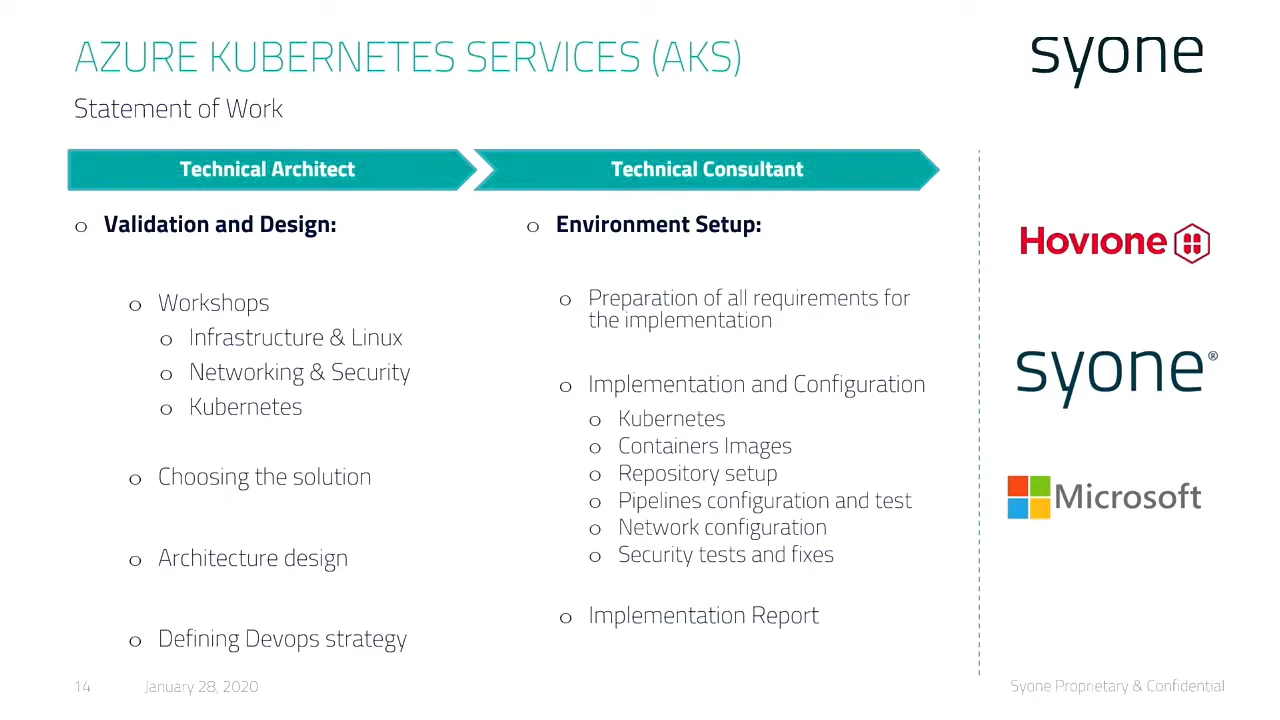 AZURE KUBERNETES SERVICES (AKS)
syone
Statement of Work
Technical Architect
Technical Consultant
o Validation and Design:
o Workshops
o Infrastructure & Linux
o Networking & Security
o Kubernetes
o Choosing the solution
o Architecture design
o Defining Devops strategy
o Environment Setup:
o Preparation of all requirements for
the implementation
o Implementation and Configuration
o Kubernetes
o Containers Images
o Repository setup
o Pipelines configuration and test
o Network configuration
o Security tests and fixes
o Implementation Report
Hovione
syone®
Microsoft
14
January 28, 2020
Syone Proprietary & Confidential